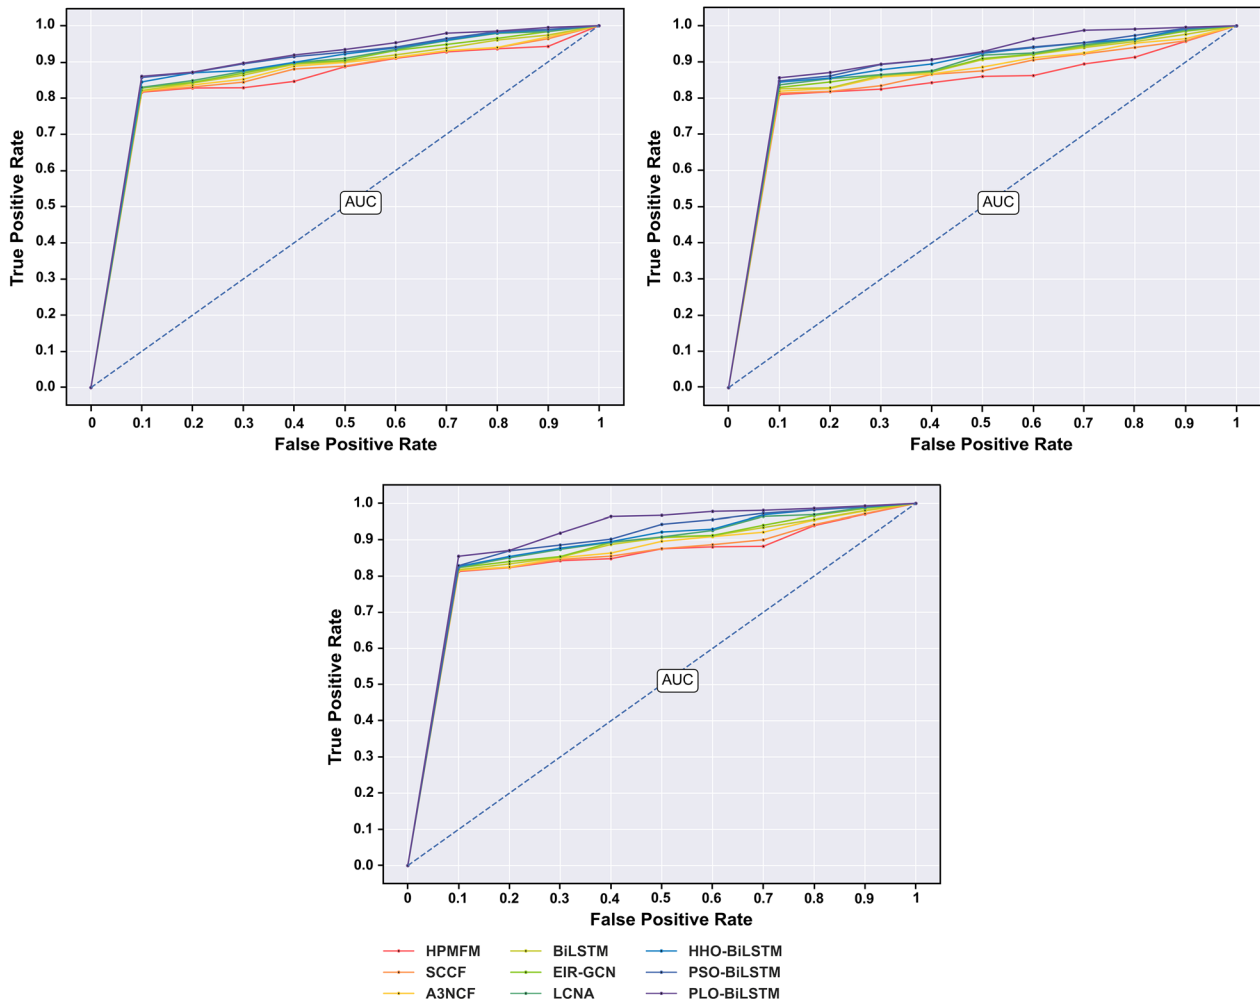 1.0
0.9
0.8
0.7
0.6
0.5
0.4
0.3
0.2
0.1
0.0
True Positive Rate
AUC
0 0.1 0.2 0.3 0.4 0.5 0.6 0.7 0.8 0.9 1
False Positive Rate
1.0
0.9
0.8
0.7
0.6
0.5
0.4
0.3
0.2
0.1
0.0
True Positive Rate
AUC
0 0.1 0.2 0.3 0.4 0.5 0.6 0.7 0.8 0.9 1
False Positive Rate
1.0
0.9
0.8
0.7
0.6
0.5
0.4
0.3
0.2
0.1
0.0
True Positive Rate
AUC
0 0.1 0.2 0.3 0.4 0.5 0.6 0.7 0.8 0.9 1
False Positive Rate
HPMFM BiLSTM HHO-BiLSTM
SCCF EIR-GCN PSO-BiLSTM
A3NCF LCNA PLO-BiLSTM